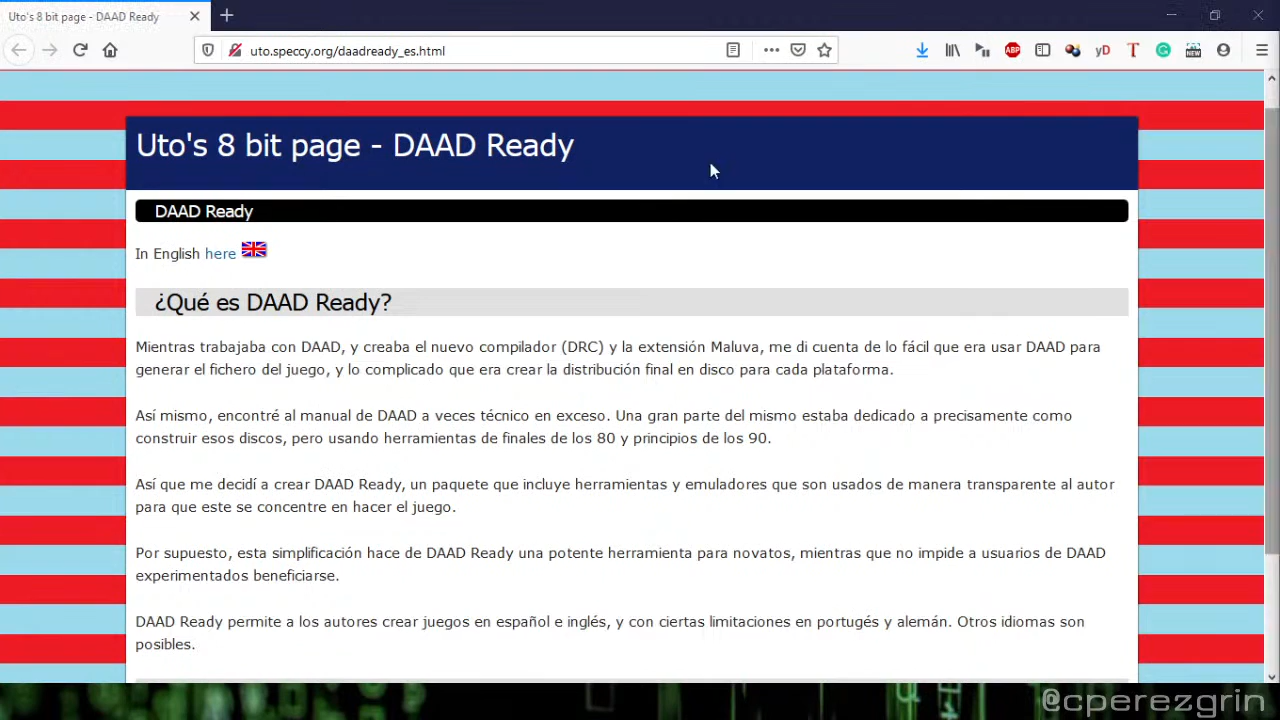 Uto's 8 bit page - DAAD Ready
uto.speccy.org/daadready_es.html
ABP
yD
T
NEW
Uto's 8 bit page - DAAD Ready
DAAD Ready
In English here
¿Qué es DAAD Ready?
Mientras trabajaba con DAAD, y creaba el nuevo compilador (DRC) y la extensión Maluva, me di cuenta de lo fácil que era usar DAAD para
generar el fichero del juego, y lo complicado que era crear la distribución final en disco para cada plataforma.
Así mismo, encontré al manual de DAAD a veces técnico en exceso. Una gran parte del mismo estaba dedicado a precisamente como
construir esos discos, pero usando herramientas de finales de los 80 y principios de los 90.
Así que me decidí a crear DAAD Ready, un paquete que incluye herramientas y emuladores que son usados de manera transparente al autor
para que este se concentre en hacer el juego.
Por supuesto, esta simplificación hace de DAAD Ready una potente herramienta para novatos, mientras que no impide a usuarios de DAAD
experimentados beneficiarse.
DAAD Ready permite a los autores crear juegos en español e inglés, y con ciertas limitaciones en portugés y alemán. Otros idiomas son
posibles.
@cperezgrin